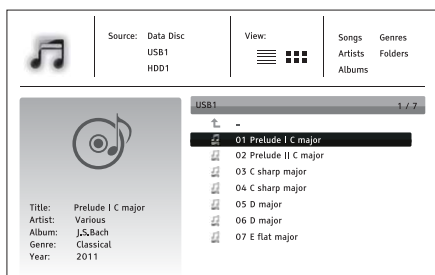 Source: Data Disc
USB1
HDD1
View:
Songs Genres
Artists Folders
Albums
USB1 1 / 7
-
01 Prelude I C major
02 Prelude II C major
03 C sharp major
04 C sharp major
05 D major
06 D major
07 E flat major
Title: Prelude I C major
Artist: Various
Album: J.S.Bach
Genre: Classical
Year: 2011